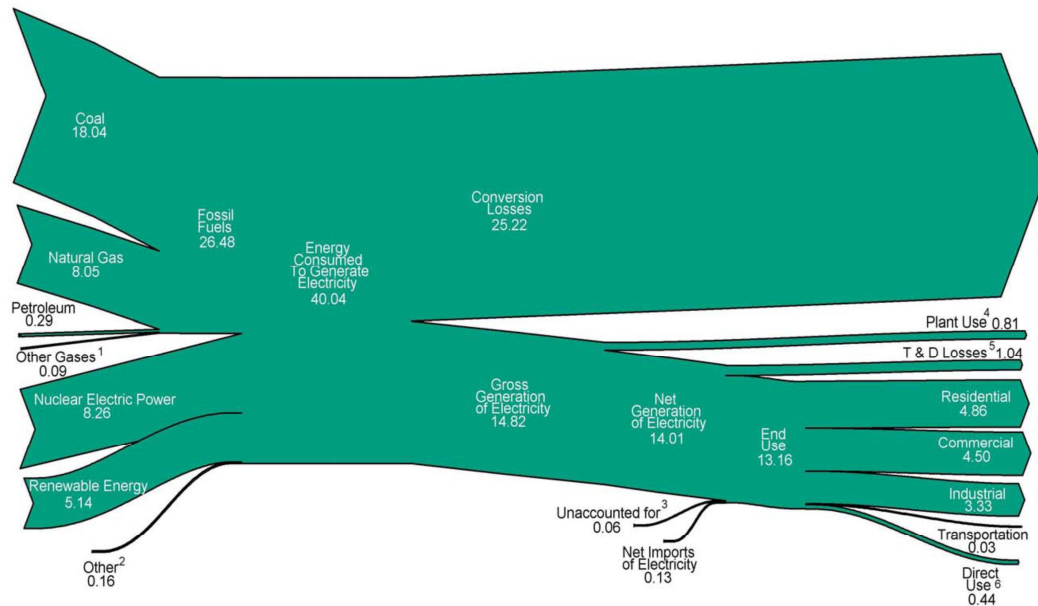 Coal
18.04
Natural Gas
8.05
Petroleum
0.29
Other Gases 1
0.09
Nuclear Electric Power
8.26
Renewable Energy
5.14
Other 2
0.16
Fossil
Fuels
26.48
Energy
Consumed
To Generate
Electricity
40.04
Conversion
Losses
25.22
Gross
Generation
of Electricity
14.82
Net
Generation
of Electricity
14.01
Unaccounted for 3
0.06
Net Imports
of Electricity
0.13
End
Use
13.16
Plant Use 4 0.81
T & D Losses 5 1.04
Residential
4.86
Commercial
4.50
Industrial
3.33
Transportation
0.03
Direct
Use 6
0.44